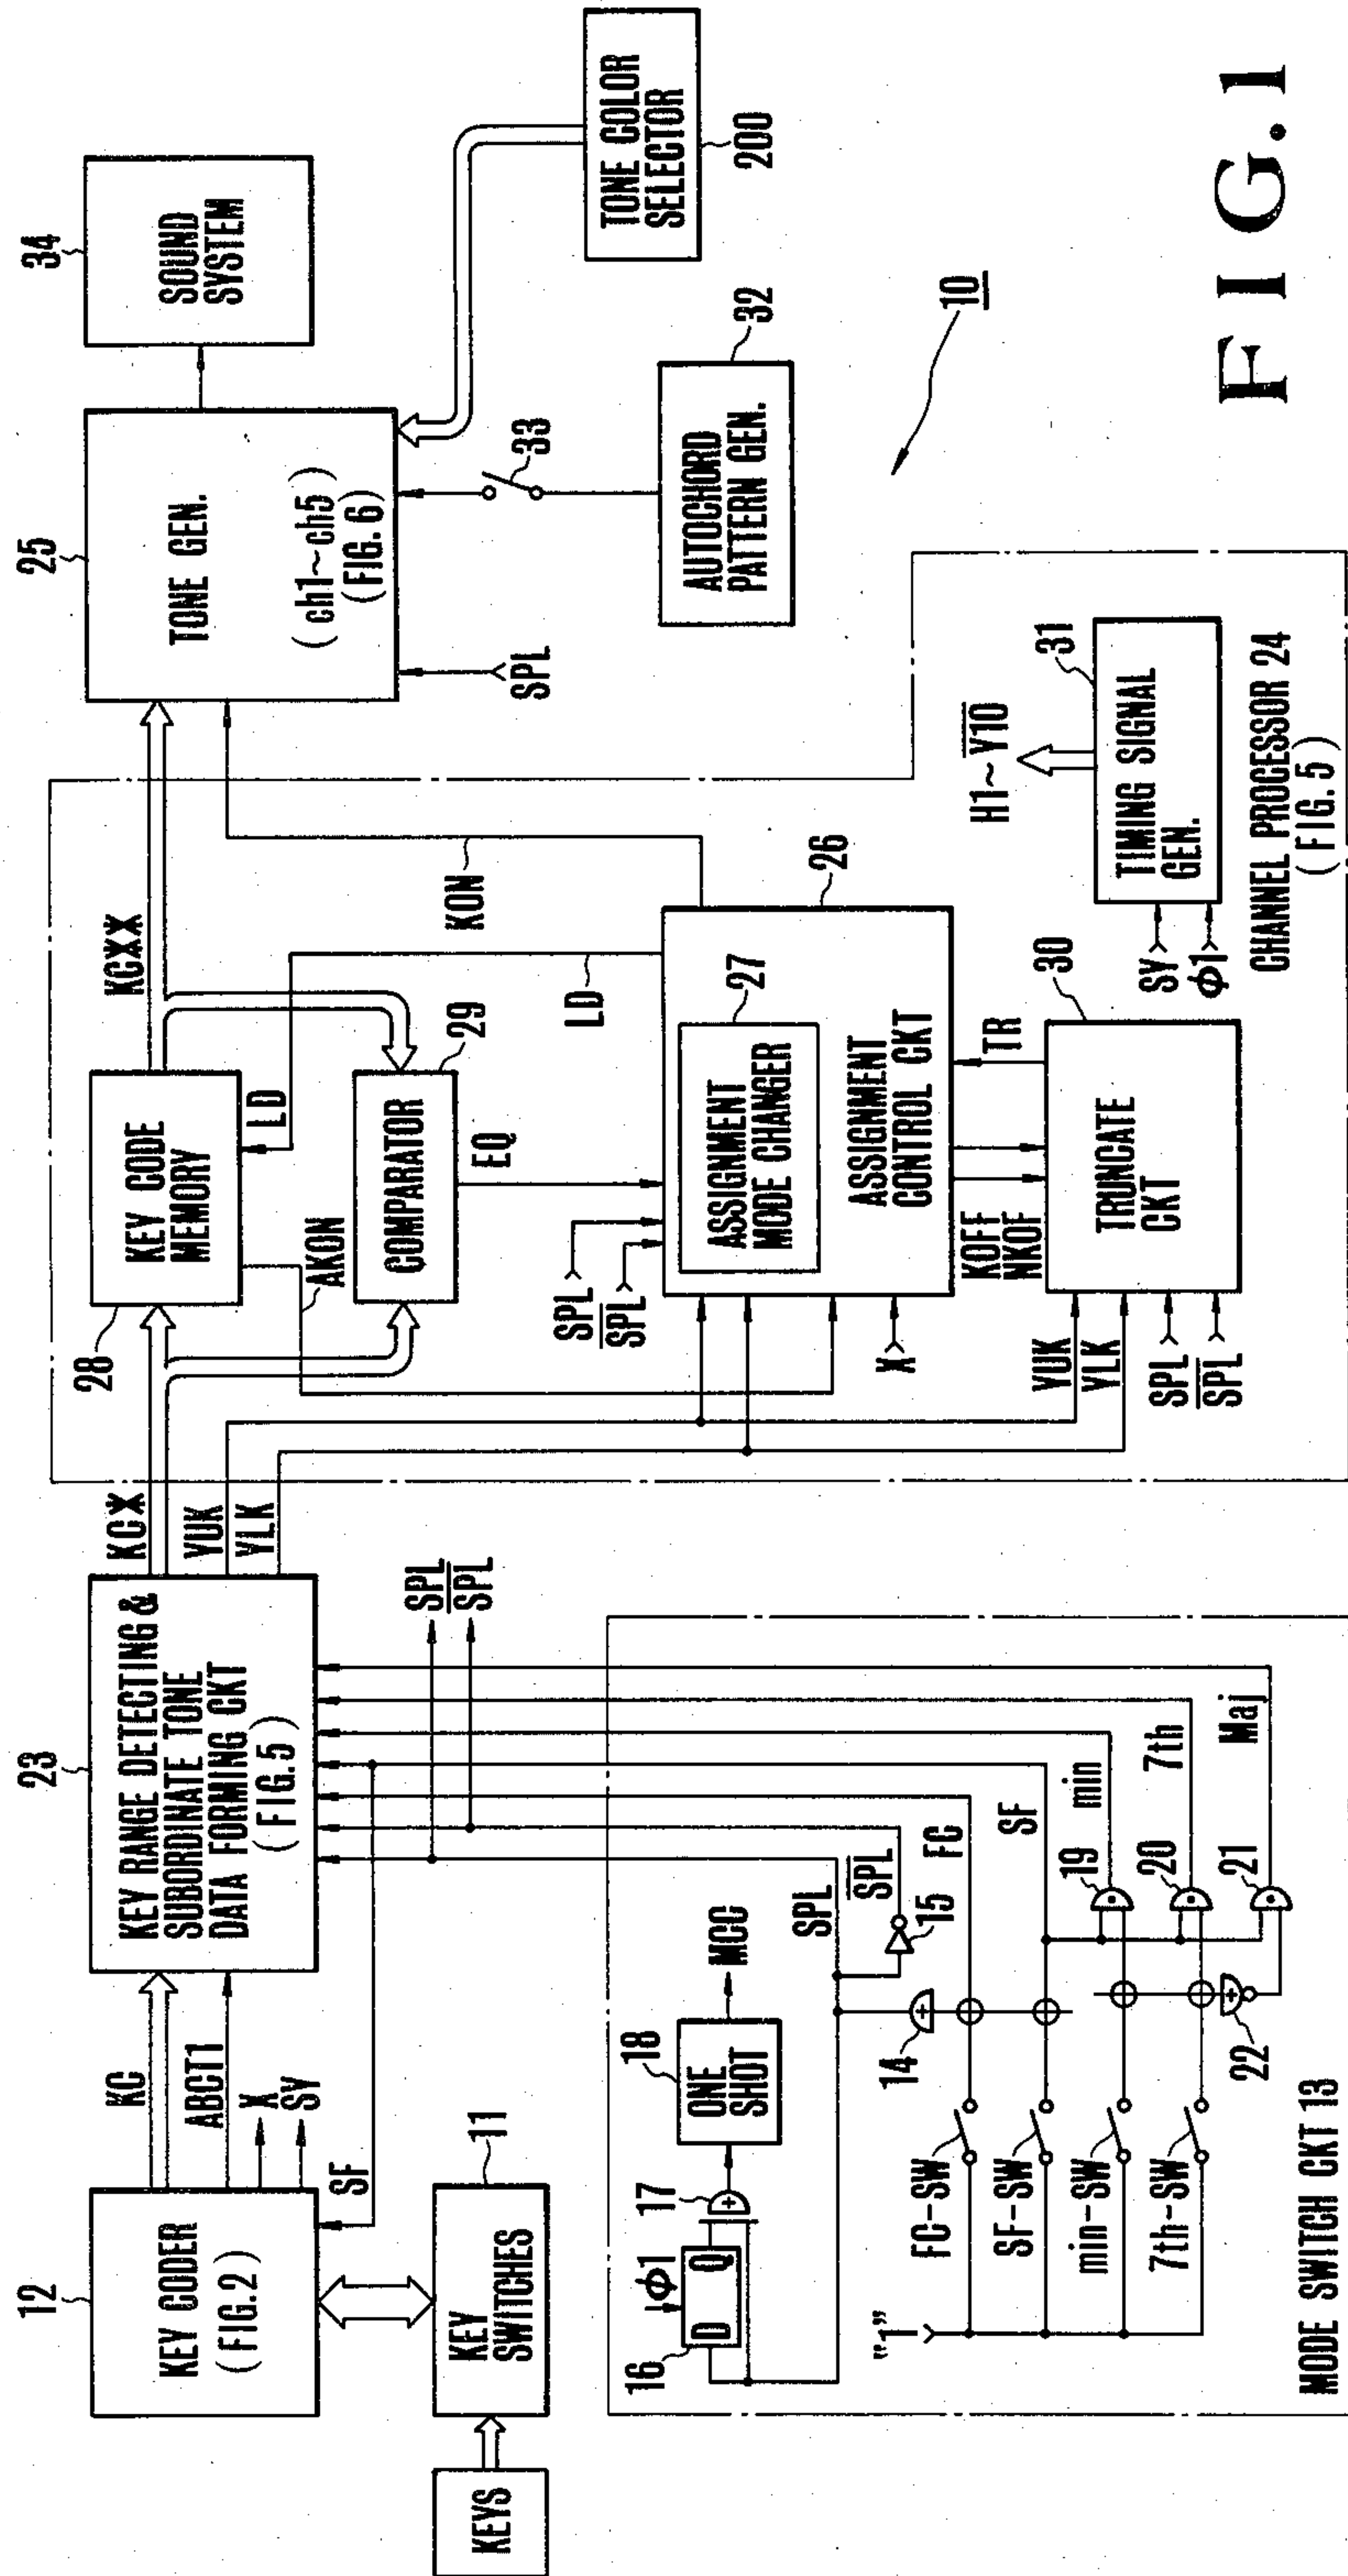 KEYS
KEY
SWITCHES
11
12
KEY CODER
(FIG.2)
KC
ABCT1
X
SY
SF
23
KEY RANGE DETECTING &
SUBORDINATE TONE
DATA FORMING CKT
(FIG.5)
KCX
YUK
YLK
SPL
S̅P̅L̅
28
KEY CODE
MEMORY
AKON
LD
KCXX
29
COMPARATOR
EQ
LD
KON
SPL
S̅P̅L̅
X
26
27
ASSIGNMENT
MODE CHANGER
ASSIGNMENT
CONTROL CKT
KOFF
NKOF
TR
YUK
YLK
SPL
S̅P̅L̅
30
TRUNCATE
CKT
SY
ϕ1
31
TIMING SIGNAL
GEN.
H1~Y̅1̅0̅
CHANNEL PROCESSOR 24
(FIG.5)
25
TONE GEN.
(ch1~ch5)
(FIG.6)
SPL
33
32
AUTOCHORD
PATTERN GEN.
34
SOUND
SYSTEM
TONE COLOR
SELECTOR
200
10
MODE SWITCH CKT 13
"1"
FC-SW
SF-SW
min-SW
7th-SW
16
D Q
ϕ1
17
18
ONE
SHOT
MCC
14
15
SPL
S̅P̅L̅
FC
SF
min
7th
Maj
19
20
21
22
FIG.1